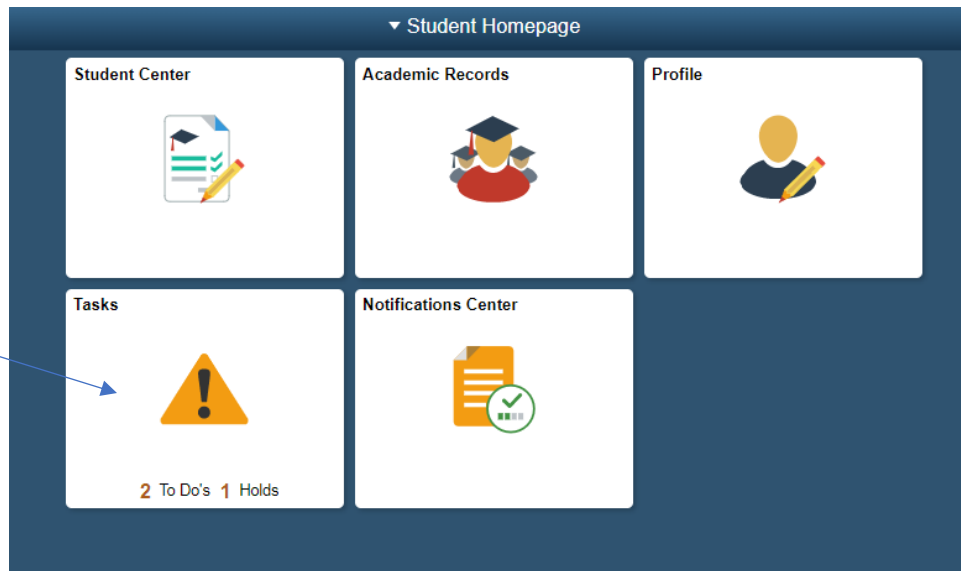 ▾ Student Homepage
Student Center
Academic Records
Profile
Tasks
2 To Do's 1 Holds
Notifications Center